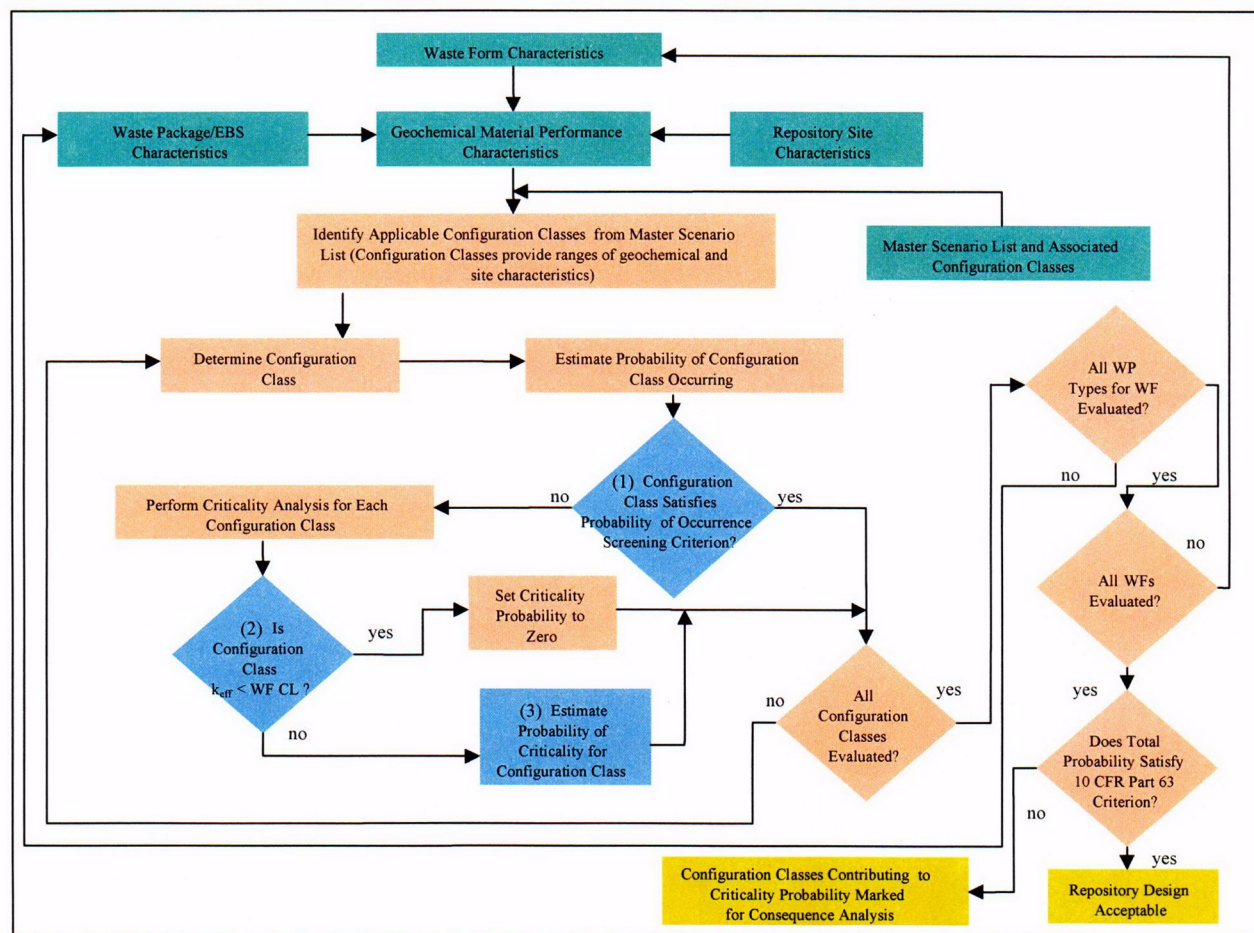 Waste Form Characteristics
Waste Package/EBS
Characteristics
Geochemical Material Performance
Characteristics
Repository Site
Characteristics
Identify Applicable Configuration Classes from Master Scenario
List (Configuration Classes provide ranges of geochemical and
site characteristics)
Master Scenario List and Associated
Configuration Classes
Determine Configuration
Class
Estimate Probability of Configuration
Class Occurring
All WP
Types for WF
Evaluated?
no
yes
(1) Configuration
Class Satisfies
Probability of Occurrence
Screening Criterion?
no
yes
Perform Criticality Analysis for Each
Configuration Class
All WFs
Evaluated?
no
yes
Set Criticality
Probability to
Zero
(2) Is
Configuration
Class
keff < WF CL ?
yes
no
(3) Estimate
Probability of
Criticality for
Configuration Class
All
Configuration
Classes
Evaluated?
no
yes
Does Total
Probability Satisfy
10 CFR Part 63
Criterion?
no
yes
Configuration Classes Contributing to
Criticality Probability Marked
for Consequence Analysis
Repository Design
Acceptable